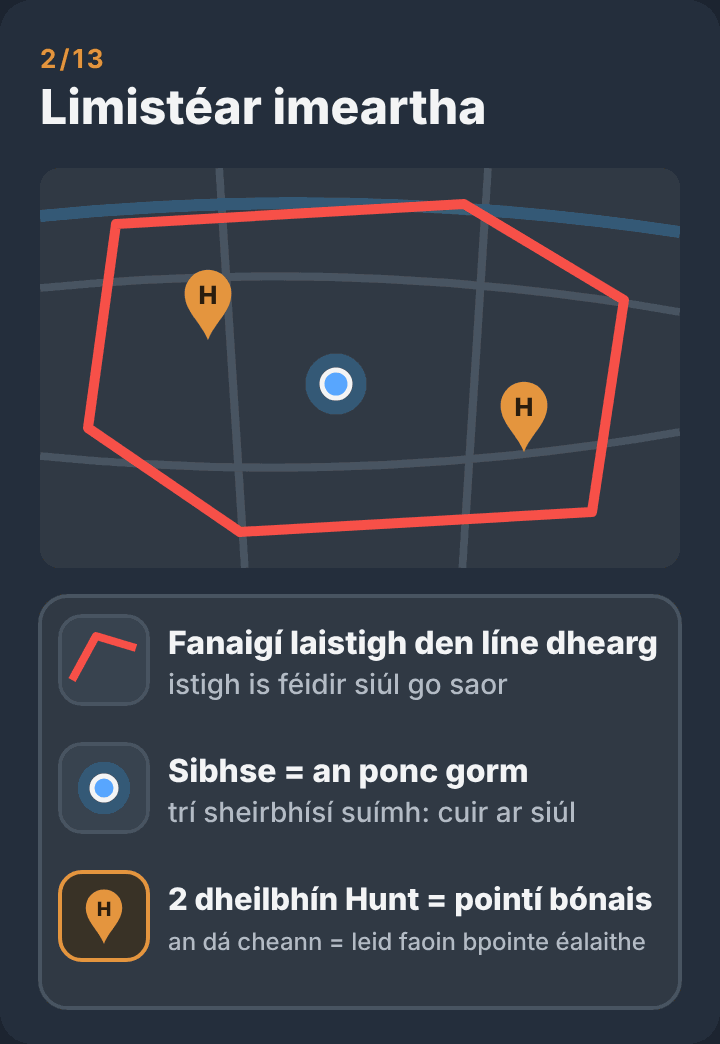 2/13
Limistéar imeartha
H
H
Fanaigí laistigh den líne dhearg
istigh is féidir siúl go saor
Sibhse = an ponc gorm
trí sheirbhísí suímh: cuir ar siúl
H
2 dheilbhín Hunt = pointí bónais
an dá cheann = leid faoin bpointe éalaithe